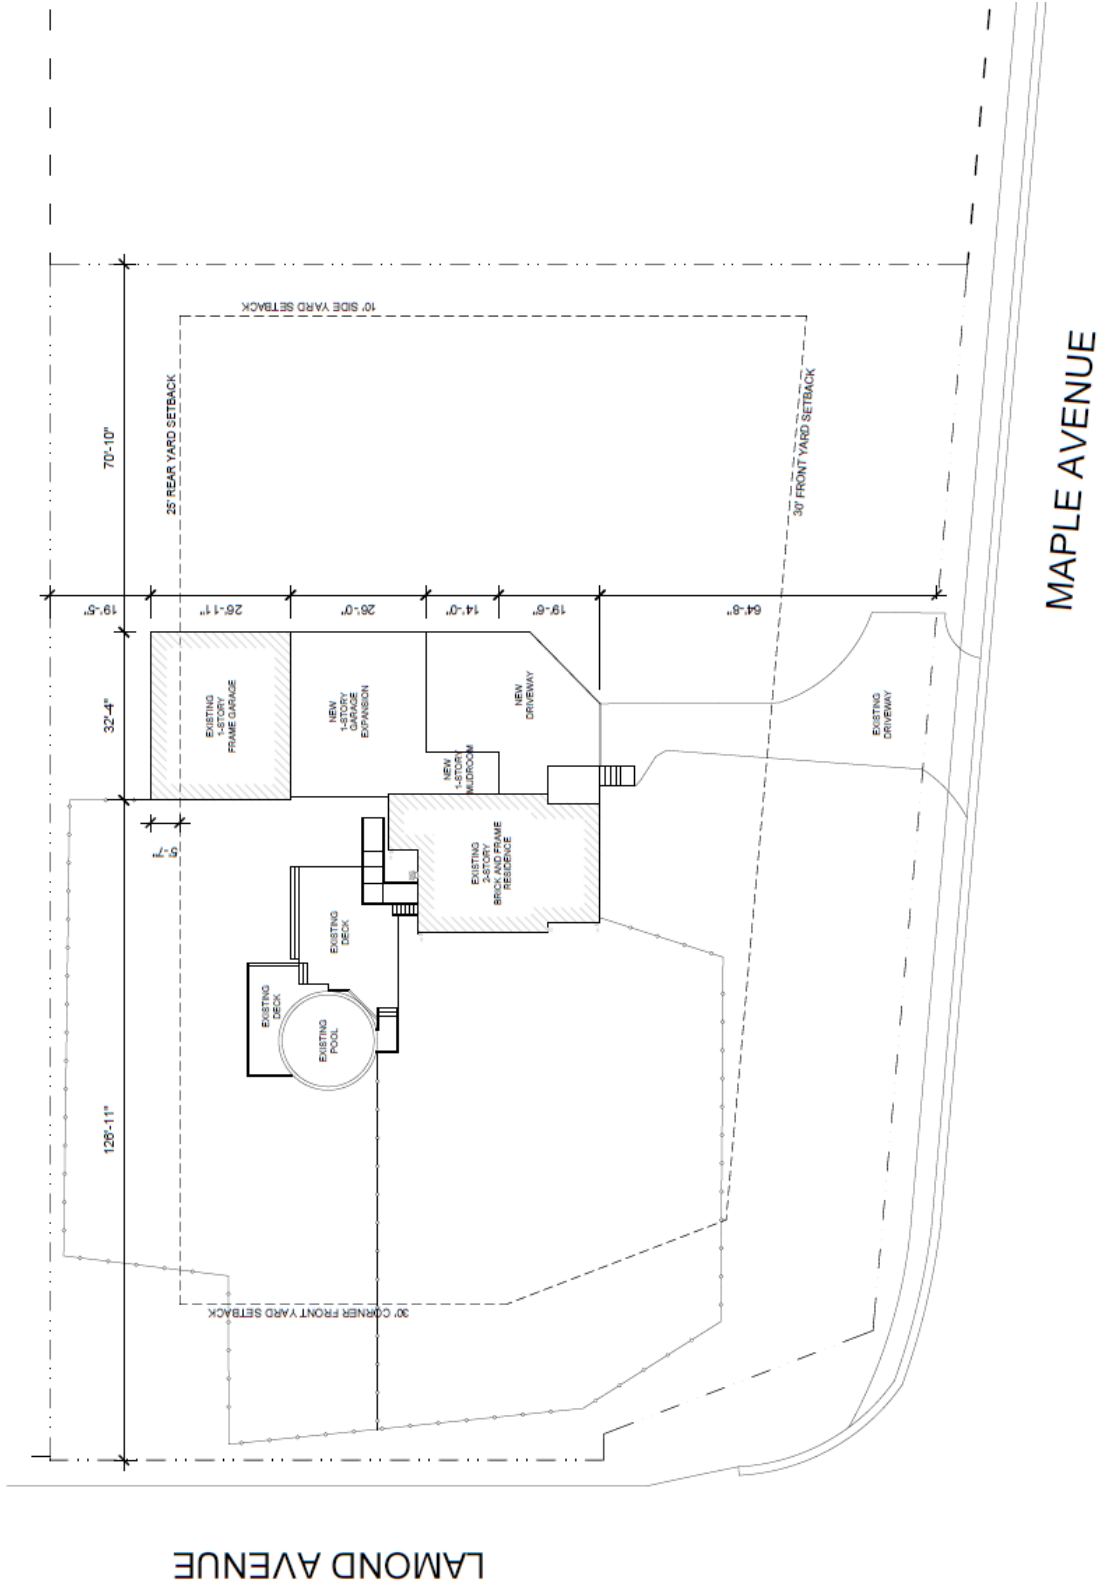 10' SIDE YARD SETBACK
25' REAR YARD SETBACK
30' FRONT YARD SETBACK
MAPLE AVENUE
70'-10"
19'-5"
26'-11"
26'-0"
14'-0"
19'-6"
64'-8"
32'-4"
EXISTING
1-STORY
FRAME GARAGE
NEW
1-STORY
GARAGE
EXPANSION
NEW
DRIVEWAY
EXISTING
DRIVEWAY
NEW
1-STORY
MUDROOM
5'-7"
EXISTING
2-STORY
BRICK AND FRAME
RESIDENCE
EXISTING
DECK
EXISTING
DECK
EXISTING
POOL
126'-11"
30' CORNER FRONT YARD SETBACK
LAMOND AVENUE